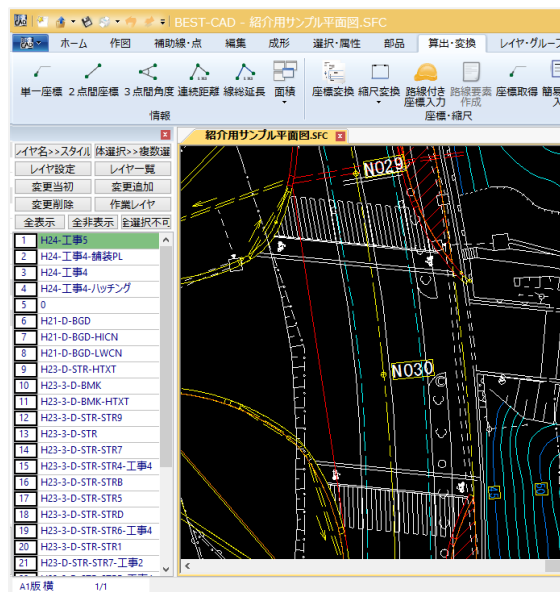 BEST-CAD - 紹介用サンプル平面図.SFC
ホーム 作図 補助線・点 編集 成形 選択・属性 部品 算出・変換 レイヤ・グルー
単一座標 2点間座標 3点間角度 連続距離 線終延長 面積 座標変換 縮尺変換 路線付き座標入力 路線要素作成 座標取得 簡易
情報 座標・縮尺
紹介用サンプル平面図.SFC
イヤ名>>スタイル 体選択>>複数選
レイヤ設定 レイヤ一覧
変更当初 変更追加
変更削除 作業レイヤ
全表示 全非表示 全選択不可
1 H24-工事5
2 H24-工事4-舗装PL
3 H24-工事4
4 H24-工事4-ハッチング
5 0
6 H21-D-BGD
7 H21-D-BGD-HICN
8 H21-D-BGD-LWCN
9 H23-D-STR-HTXT
10 H23-3-D-BMK
11 H23-3-D-BMK-HTXT
12 H23-3-D-STR-STR9
13 H23-3-D-STR
14 H23-3-D-STR-STR7
15 H23-3-D-STR-STR4-工事4
16 H23-3-D-STR-STRB
17 H23-3-D-STR-STR5
18 H23-3-D-STR-STRD
19 H23-3-D-STR-STR6-工事4
20 H23-3-D-STR-STR1
21 H23-D-STR-STR7-工事2
NO29
NO30
A1版 横 1/1